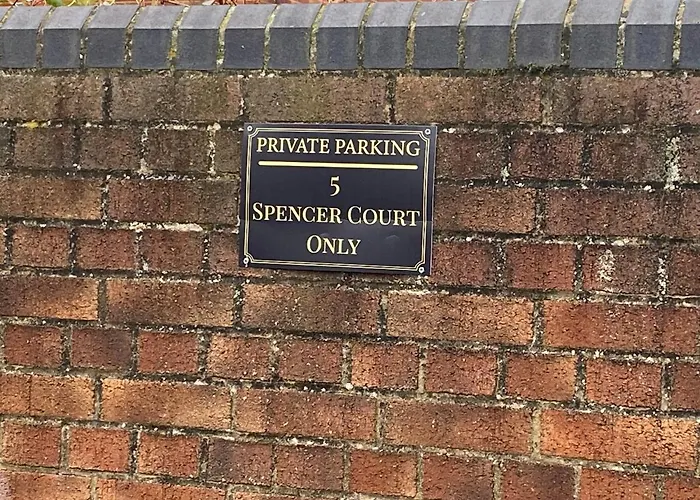 PRIVATE PARKING
5
SPENCER COURT
ONLY